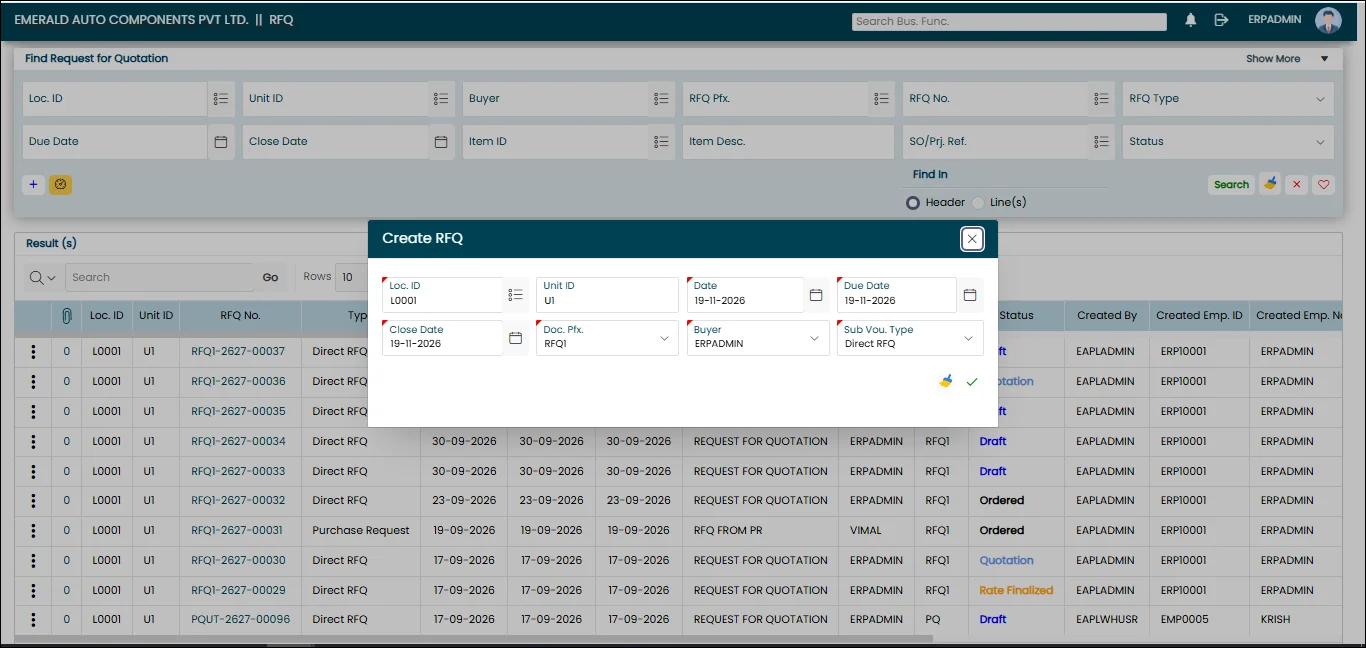 EMERALD AUTO COMPONENTS PVT LTD. || RFQ
Search Bus. Func.
ERPADMIN
Find Request for Quotation
Show More
Loc. ID
Unit ID
Buyer
RFQ Pfx.
RFQ No.
RFQ Type
Due Date
Close Date
Item ID
Item Desc.
SO/Prj. Ref.
Status
Find In
Header
Line(s)
Search
Result (s)
Search
Go
Rows
10
Create RFQ
Loc. ID
L0001
Unit ID
U1
Date
19-11-2026
Due Date
19-11-2026
Close Date
19-11-2026
Doc. Pfx.
RFQ1
Buyer
ERPADMIN
Sub Vou. Type
Direct RFQ
Loc. ID Unit ID RFQ No. Typ Status Created By Created Emp. ID Created Emp. N
0 L0001 U1 RFQ1-2627-00037 Direct RFQ ft EAPLADMIN ERP10001 ERPADMIN
0 L0001 U1 RFQ1-2627-00036 Direct RFQ otation EAPLADMIN ERP10001 ERPADMIN
0 L0001 U1 RFQ1-2627-00035 Direct RFQ ft EAPLADMIN ERP10001 ERPADMIN
0 L0001 U1 RFQ1-2627-00034 Direct RFQ 30-09-2026 30-09-2026 30-09-2026 REQUEST FOR QUOTATION ERPADMIN RFQ1 Draft EAPLADMIN ERP10001 ERPADMIN
0 L0001 U1 RFQ1-2627-00033 Direct RFQ 30-09-2026 30-09-2026 30-09-2026 REQUEST FOR QUOTATION ERPADMIN RFQ1 Draft EAPLADMIN ERP10001 ERPADMIN
0 L0001 U1 RFQ1-2627-00032 Direct RFQ 23-09-2026 23-09-2026 23-09-2026 REQUEST FOR QUOTATION ERPADMIN RFQ1 Ordered EAPLADMIN ERP10001 ERPADMIN
0 L0001 U1 RFQ1-2627-00031 Purchase Request 19-09-2026 19-09-2026 19-09-2026 RFQ FROM PR VIMAL RFQ1 Ordered EAPLADMIN ERP10001 ERPADMIN
0 L0001 U1 RFQ1-2627-00030 Direct RFQ 17-09-2026 17-09-2026 17-09-2026 REQUEST FOR QUOTATION ERPADMIN RFQ1 Quotation EAPLADMIN ERP10001 ERPADMIN
0 L0001 U1 RFQ1-2627-00029 Direct RFQ 17-09-2026 17-09-2026 17-09-2026 REQUEST FOR QUOTATION ERPADMIN RFQ1 Rate Finalized EAPLADMIN ERP10001 ERPADMIN
0 L0001 U1 PQUT-2627-00096 Direct RFQ 17-09-2026 17-09-2026 17-09-2026 REQUEST FOR QUOTATION ERPADMIN PQ Draft EAPLWHUSR EMP0005 KRISH